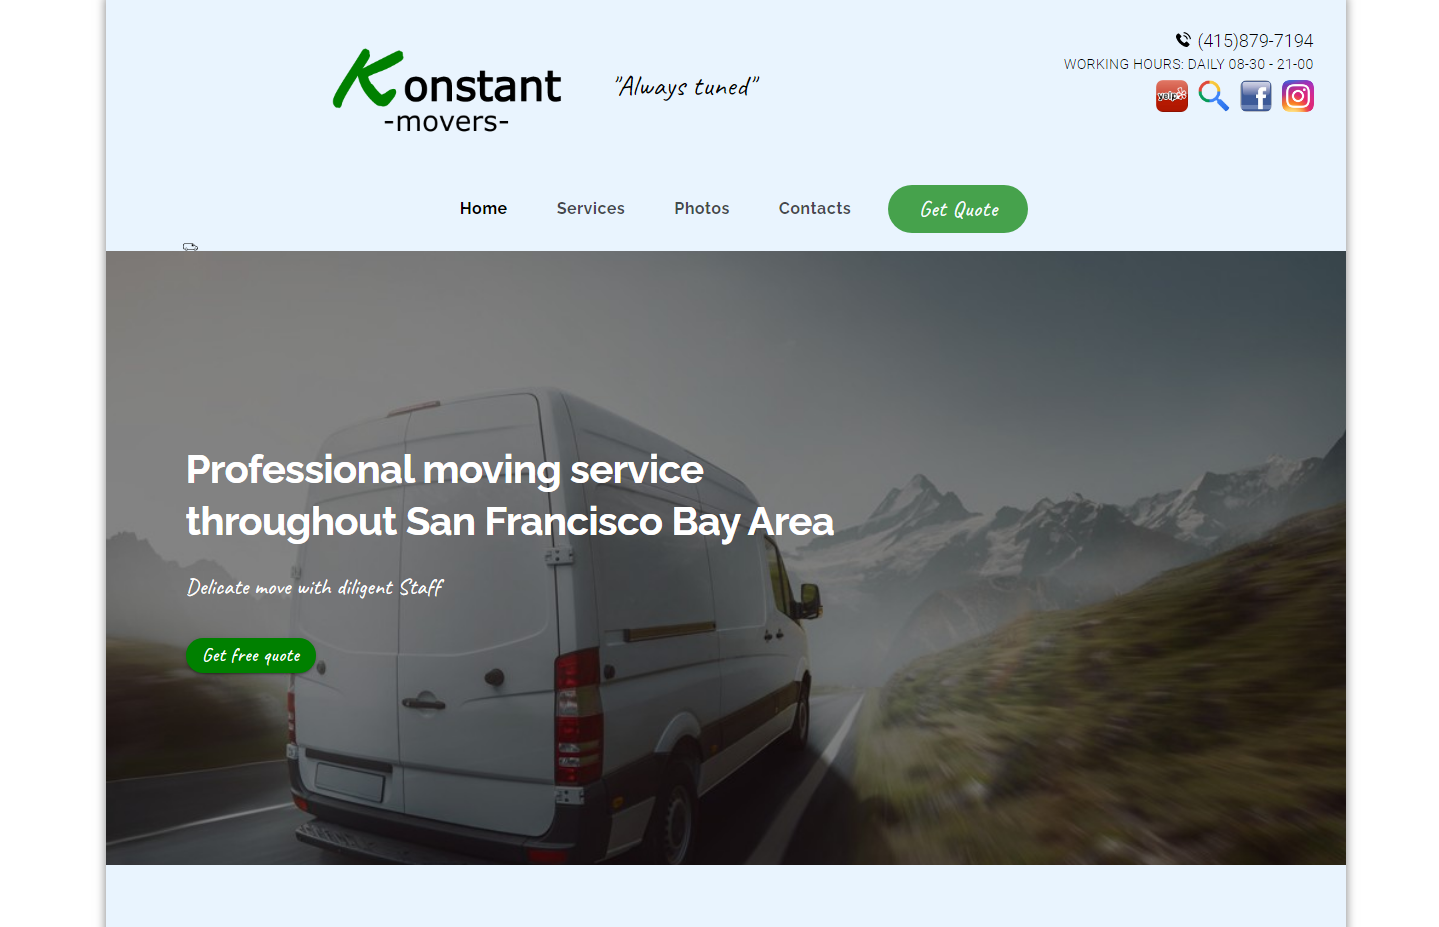 Konstant
-movers-
"Always tuned"
(415)879-7194
WORKING HOURS: DAILY 08-30 - 21-00
yelp
Home Services Photos Contacts Get Quote
Professional moving service
throughout San Francisco Bay Area
Delicate move with diligent Staff
Get free quote